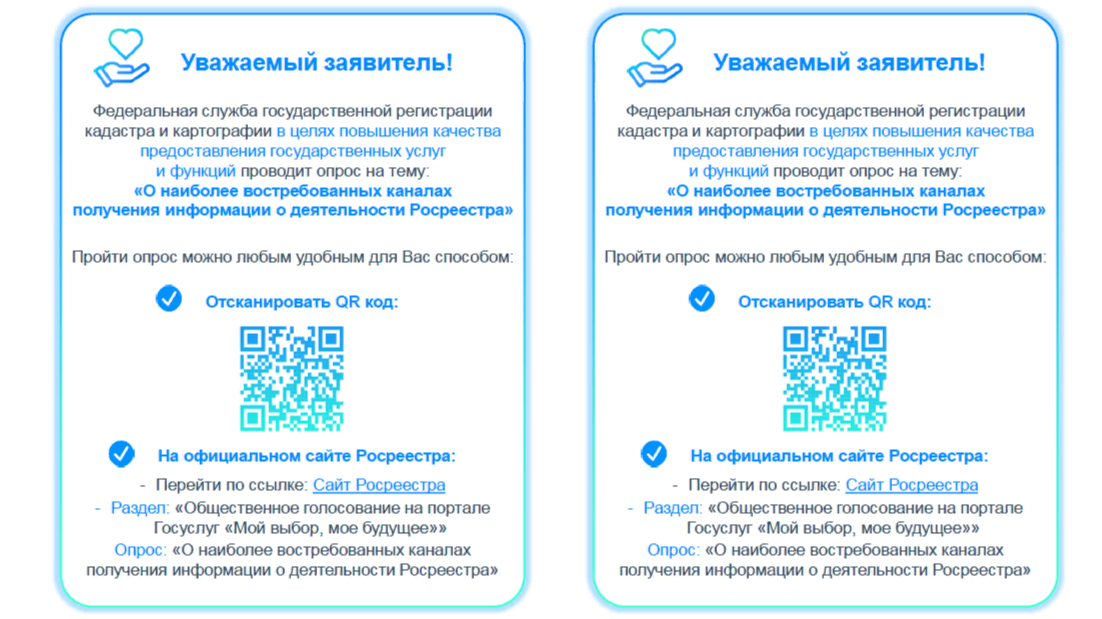 Уважаемый заявитель!
Федеральная служба государственной регистрации
кадастра и картографии в целях повышения качества
предоставления государственных услуг
и функций проводит опрос на тему:
«О наиболее востребованных каналах
получения информации о деятельности Росреестра»
Пройти опрос можно любым удобным для Вас способом:
Отсканировать QR код:
На официальном сайте Росреестра:
- Перейти по ссылке: Сайт Росреестра
- Раздел: «Общественное голосование на портале
Госуслуг «Мой выбор, мое будущее»»
Опрос: «О наиболее востребованных каналах
получения информации о деятельности Росреестра»
Уважаемый заявитель!
Федеральная служба государственной регистрации
кадастра и картографии в целях повышения качества
предоставления государственных услуг
и функций проводит опрос на тему:
«О наиболее востребованных каналах
получения информации о деятельности Росреестра»
Пройти опрос можно любым удобным для Вас способом:
Отсканировать QR код:
На официальном сайте Росреестра:
- Перейти по ссылке: Сайт Росреестра
- Раздел: «Общественное голосование на портале
Госуслуг «Мой выбор, мое будущее»»
Опрос: «О наиболее востребованных каналах
получения информации о деятельности Росреестра»